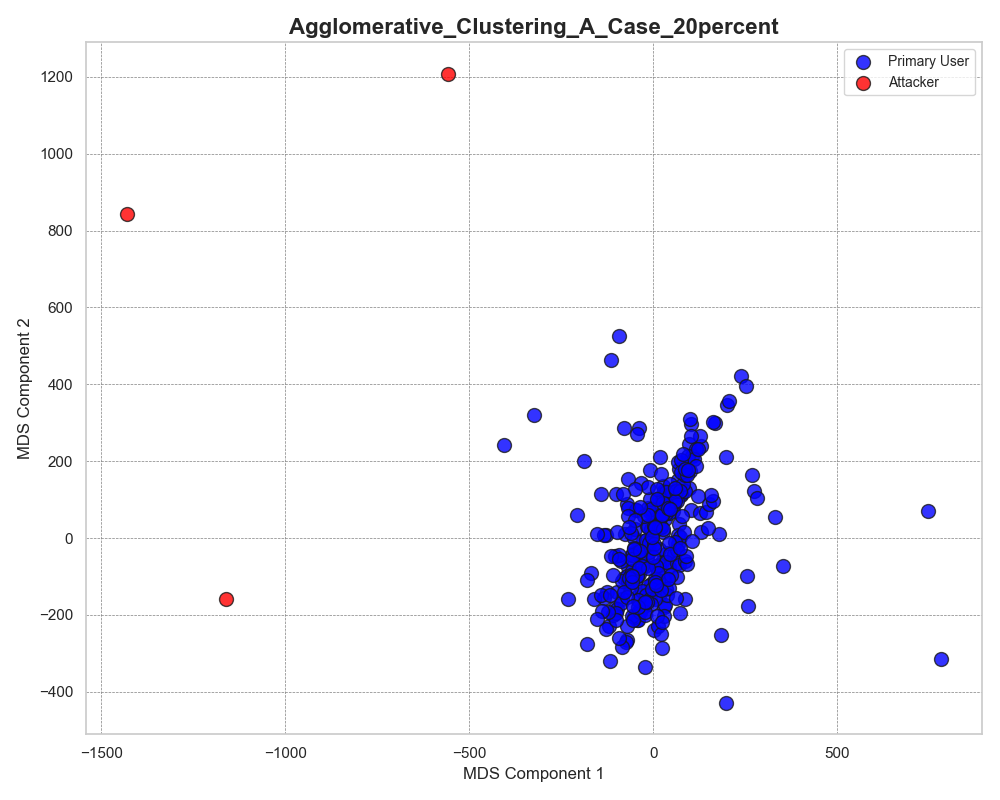 Agglomerative_Clustering_A_Case_20percent
Primary User
Attacker
1200
1000
800
600
400
200
0
−200
−400
MDS Component 2
−1500
−1000
−500
0
500
MDS Component 1